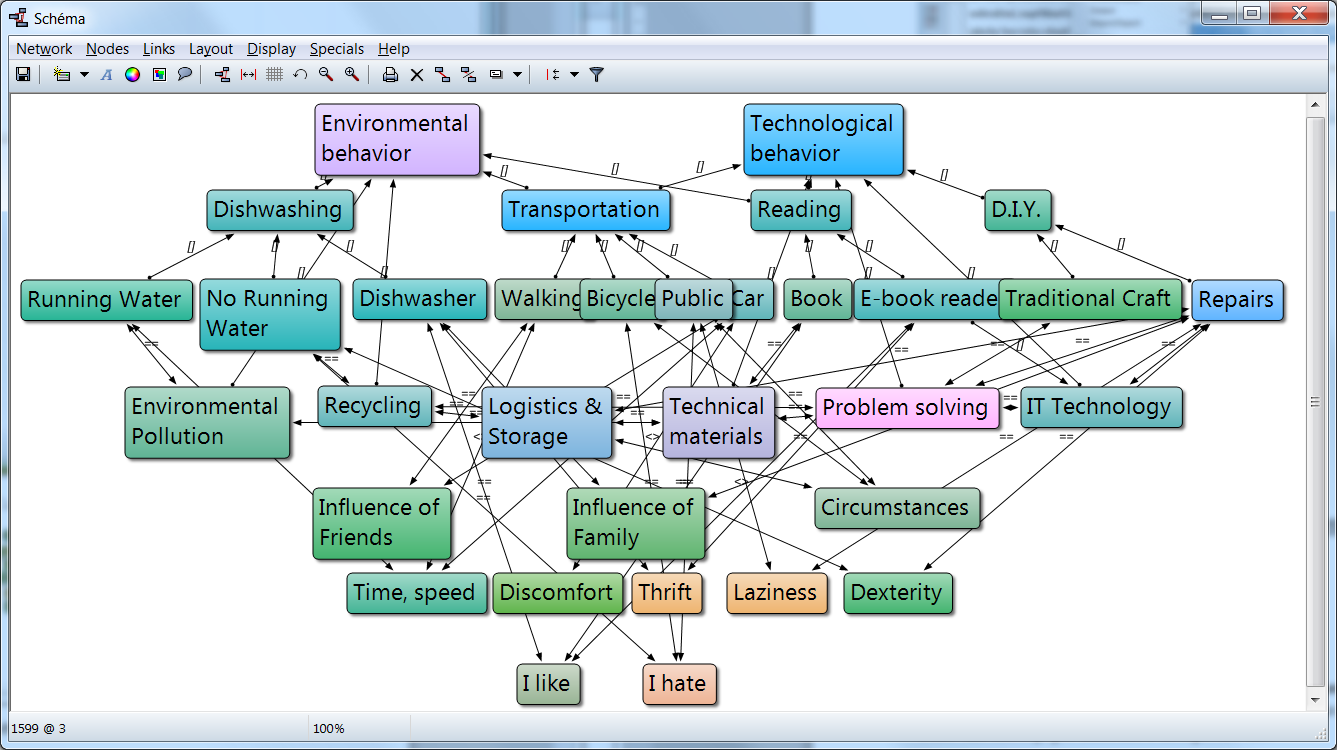 Schéma
Network Nodes Links Layout Display Specials Help
Environmental
behavior
Technological
behavior
Dishwashing
Transportation
Reading
D.I.Y.
Running Water
No Running
Water
Dishwasher
Walking
Bicycle
Public
Car
Book
E-book reade
Traditional Craft
Repairs
Environmental
Pollution
Recycling
Logistics &
Storage
Technical
materials
Problem solving
IT Technology
Influence of
Friends
Influence of
Family
Circumstances
Time, speed
Discomfort
Thrift
Laziness
Dexterity
I like
I hate
1599 @ 3
100%